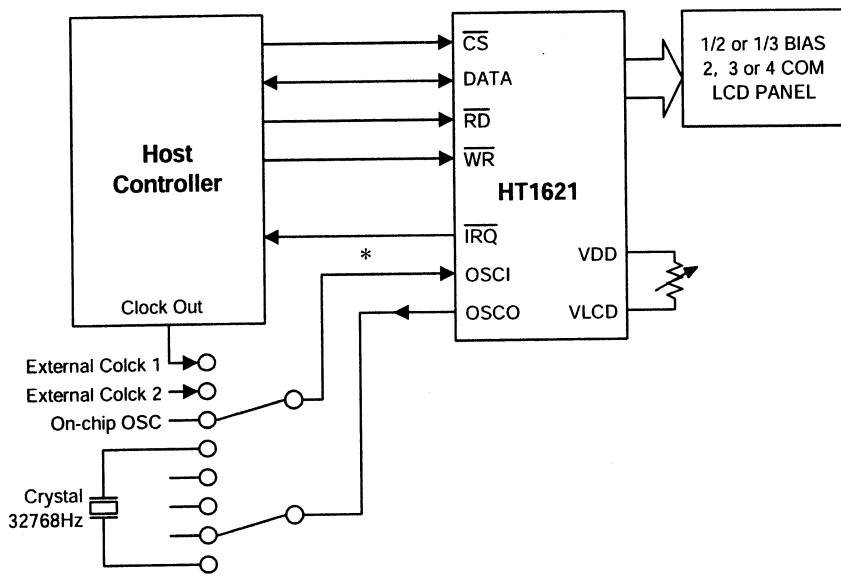 Host
Controller
Clock Out
CS
DATA
RD
WR
IRQ
OSCI
OSCO
HT1621
VDD
VLCD
1/2 or 1/3 BIAS
2, 3 or 4 COM
LCD PANEL
*
External Colck 1
External Colck 2
On-chip OSC
Crystal
32768Hz